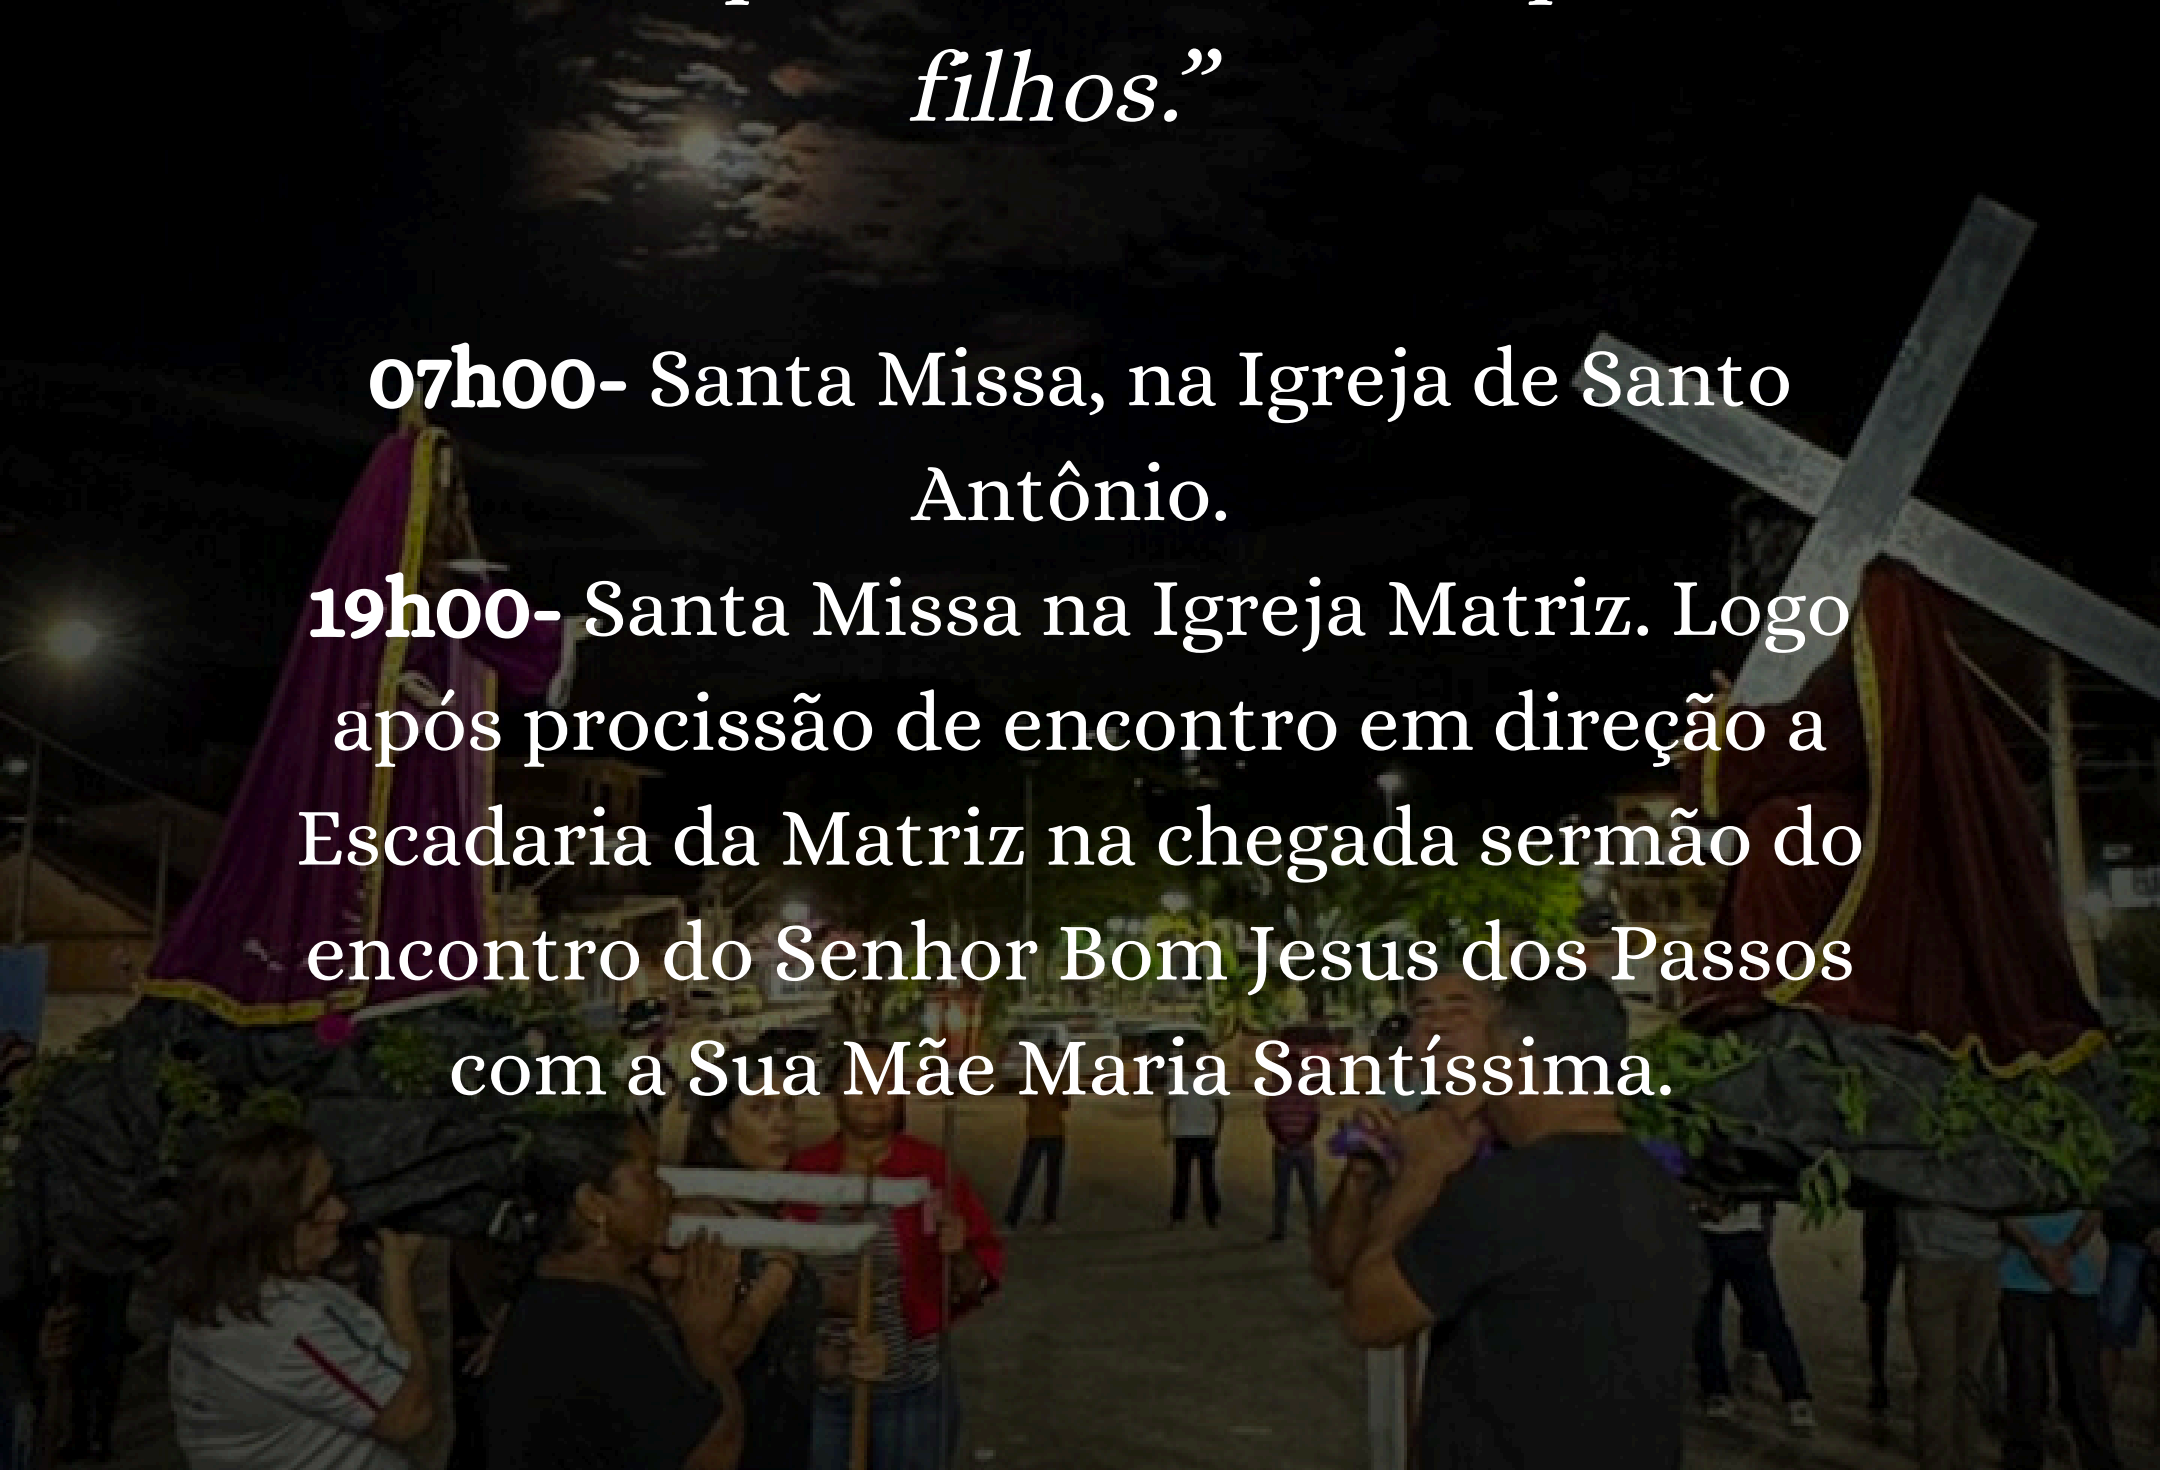 filhos.”
07h00- Santa Missa, na Igreja de Santo
Antônio.
19h00- Santa Missa na Igreja Matriz. Logo
após procissão de encontro em direção a
Escadaria da Matriz na chegada sermão do
encontro do Senhor Bom Jesus dos Passos
com a Sua Mãe Maria Santíssima.